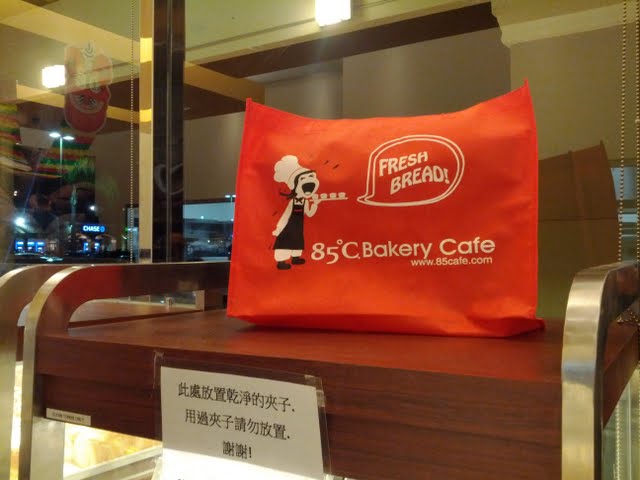 FRESH
BREAD!
85°C Bakery Cafe
www.85cafe.com
CHASE
此處放置乾淨的夾子.
用過夾子請勿放置.
謝謝!